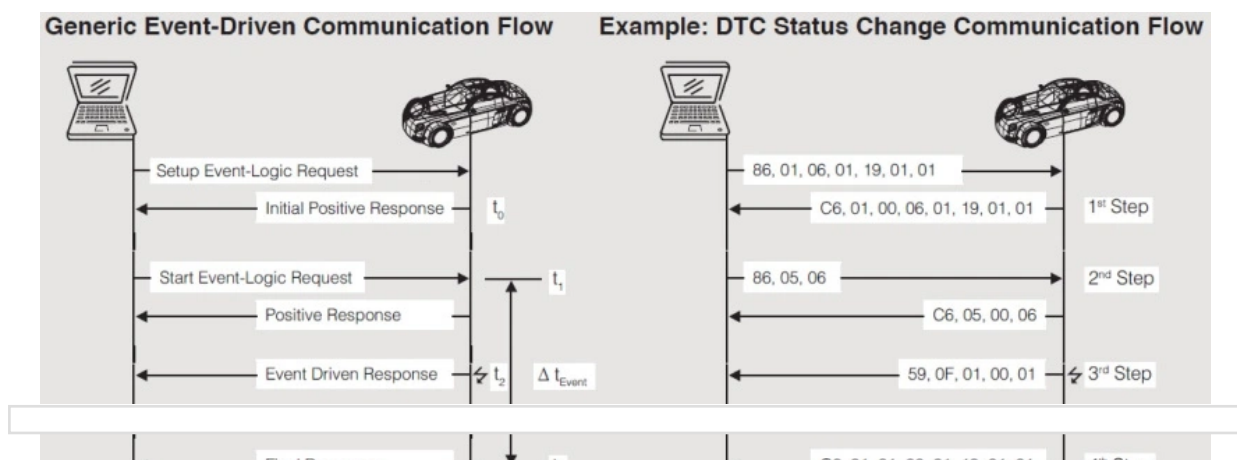 Generic Event-Driven Communication Flow
Example: DTC Status Change Communication Flow
Setup Event-Logic Request
86, 01, 06, 01, 19, 01, 01
Initial Positive Response
t0
C6, 01, 00, 06, 01, 19, 01, 01
1st Step
Start Event-Logic Request
t1
86, 05, 06
2nd Step
Positive Response
C6, 05, 00, 06
Event Driven Response
t2
Δ tEvent
59, 0F, 01, 00, 01
3rd Step